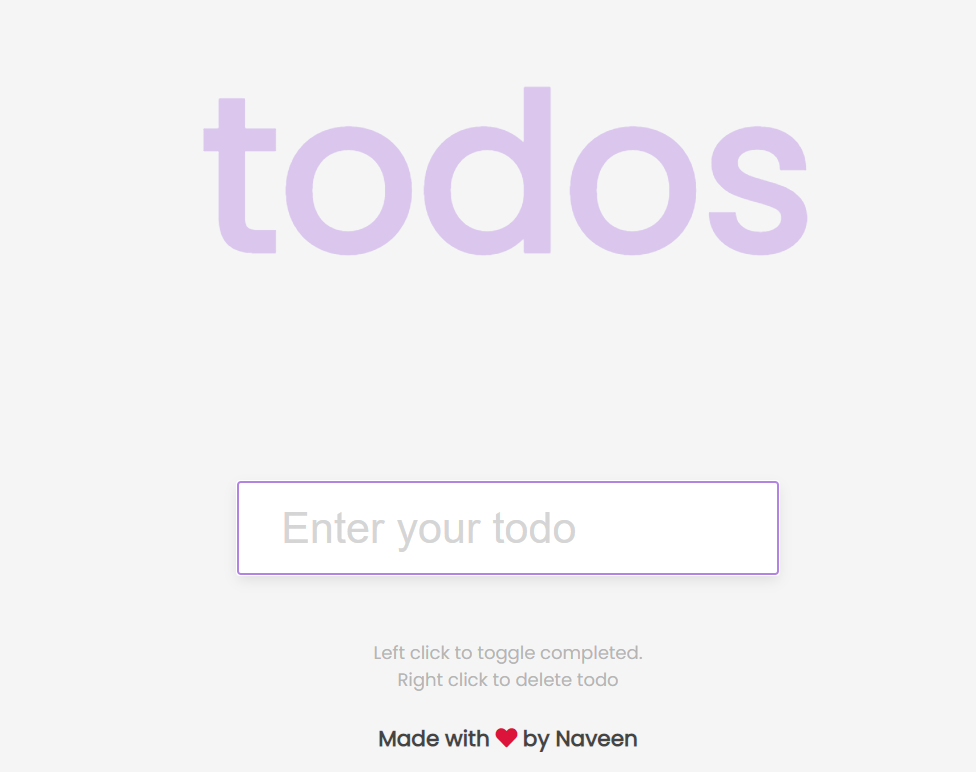 todos
Enter your todo
Left click to toggle completed.
Right click to delete todo
Made with ❤ by Naveen